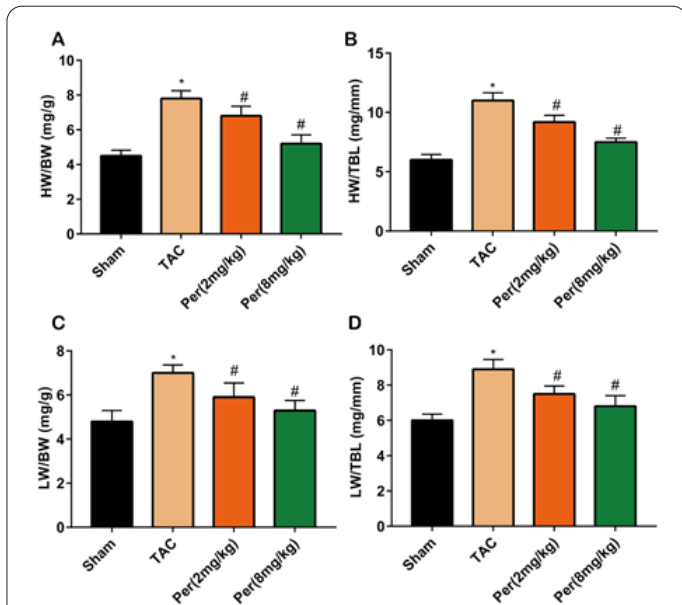 A
HW/BW (mg/g)
10
8
6
4
2
0
*
#
#
Sham
TAC
Per(2mg/kg)
Per(8mg/kg)
B
HW/TBL (mg/mm)
15
10
5
0
*
#
#
Sham
TAC
Per(2mg/kg)
Per(8mg/kg)
C
LW/BW (mg/g)
8
6
4
2
0
*
#
#
Sham
TAC
Per(2mg/kg)
Per(8mg/kg)
D
LW/TBL (mg/mm)
10
8
6
4
2
0
*
#
#
Sham
TAC
Per(2mg/kg)
Per(8mg/kg)